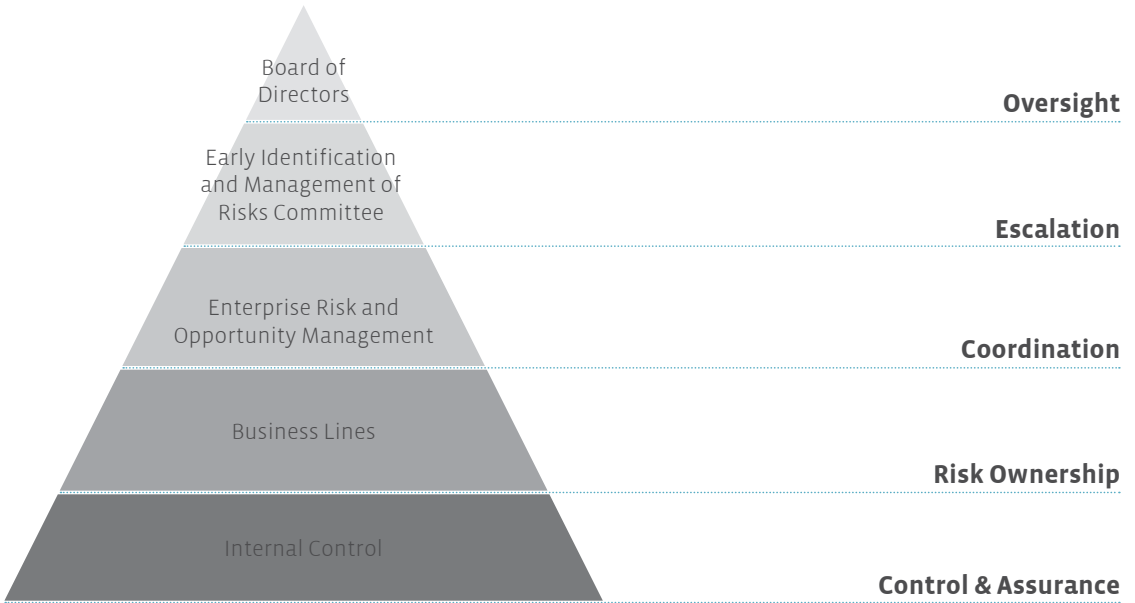 Board of
Directors
Oversight
Early Identification
and Management of
Risks Committee
Escalation
Enterprise Risk and
Opportunity Management
Coordination
Business Lines
Risk Ownership
Internal Control
Control & Assurance